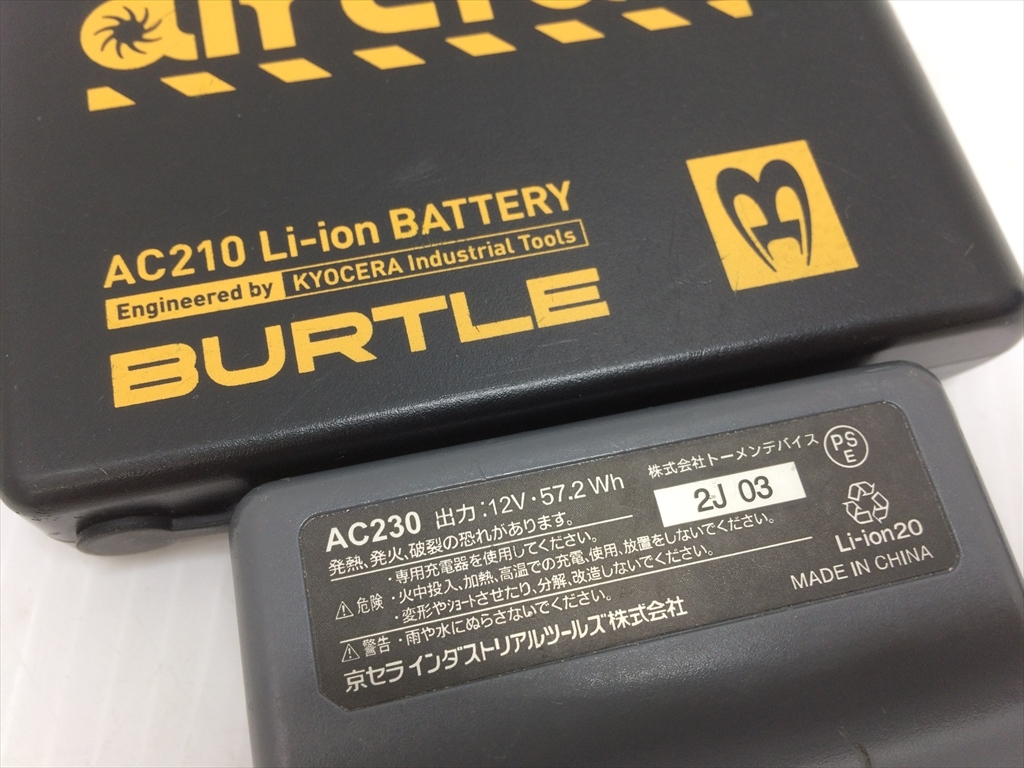 aircraft
AC210 Li-ion BATTERY
Engineered by KYOCERA Industrial Tools
BURTLE
AC230 出力:12V・57.2Wh
株式会社トーメンデバイス
PSE
2J 03
発熱、発火、破裂の恐れがあります。
⚠危険 ・専用充電器を使用してください。
・火中投入、加熱、高温での充電、使用、放置をしないでください。
・変形やショートさせたり、分解、改造しないでください。
⚠警告 ・雨や水にぬらさないでください。
京セラ インダストリアルツールズ株式会社
Li-ion20
MADE IN CHINA